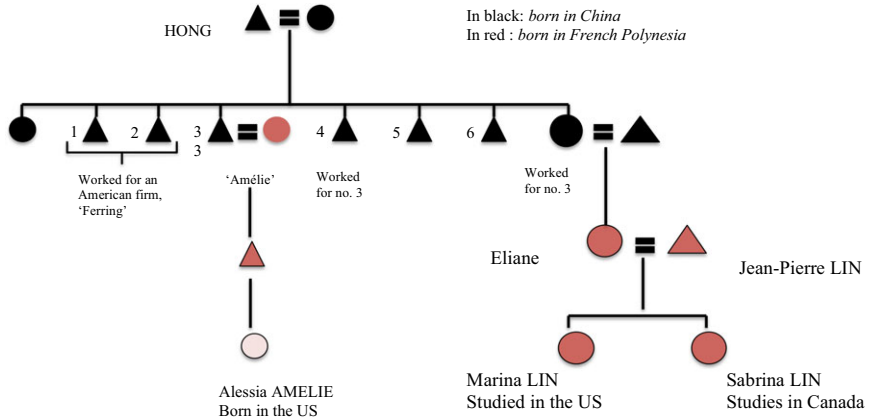 HONG
In black: born in China
In red : born in French Polynesia
1
2
3
3
4
5
6
Worked for an
American firm,
‘Ferring’
‘Amélie’
Worked
for no. 3
Worked
for no. 3
Eliane
Jean-Pierre LIN
Alessia AMELIE
Born in the US
Marina LIN
Studied in the US
Sabrina LIN
Studies in Canada